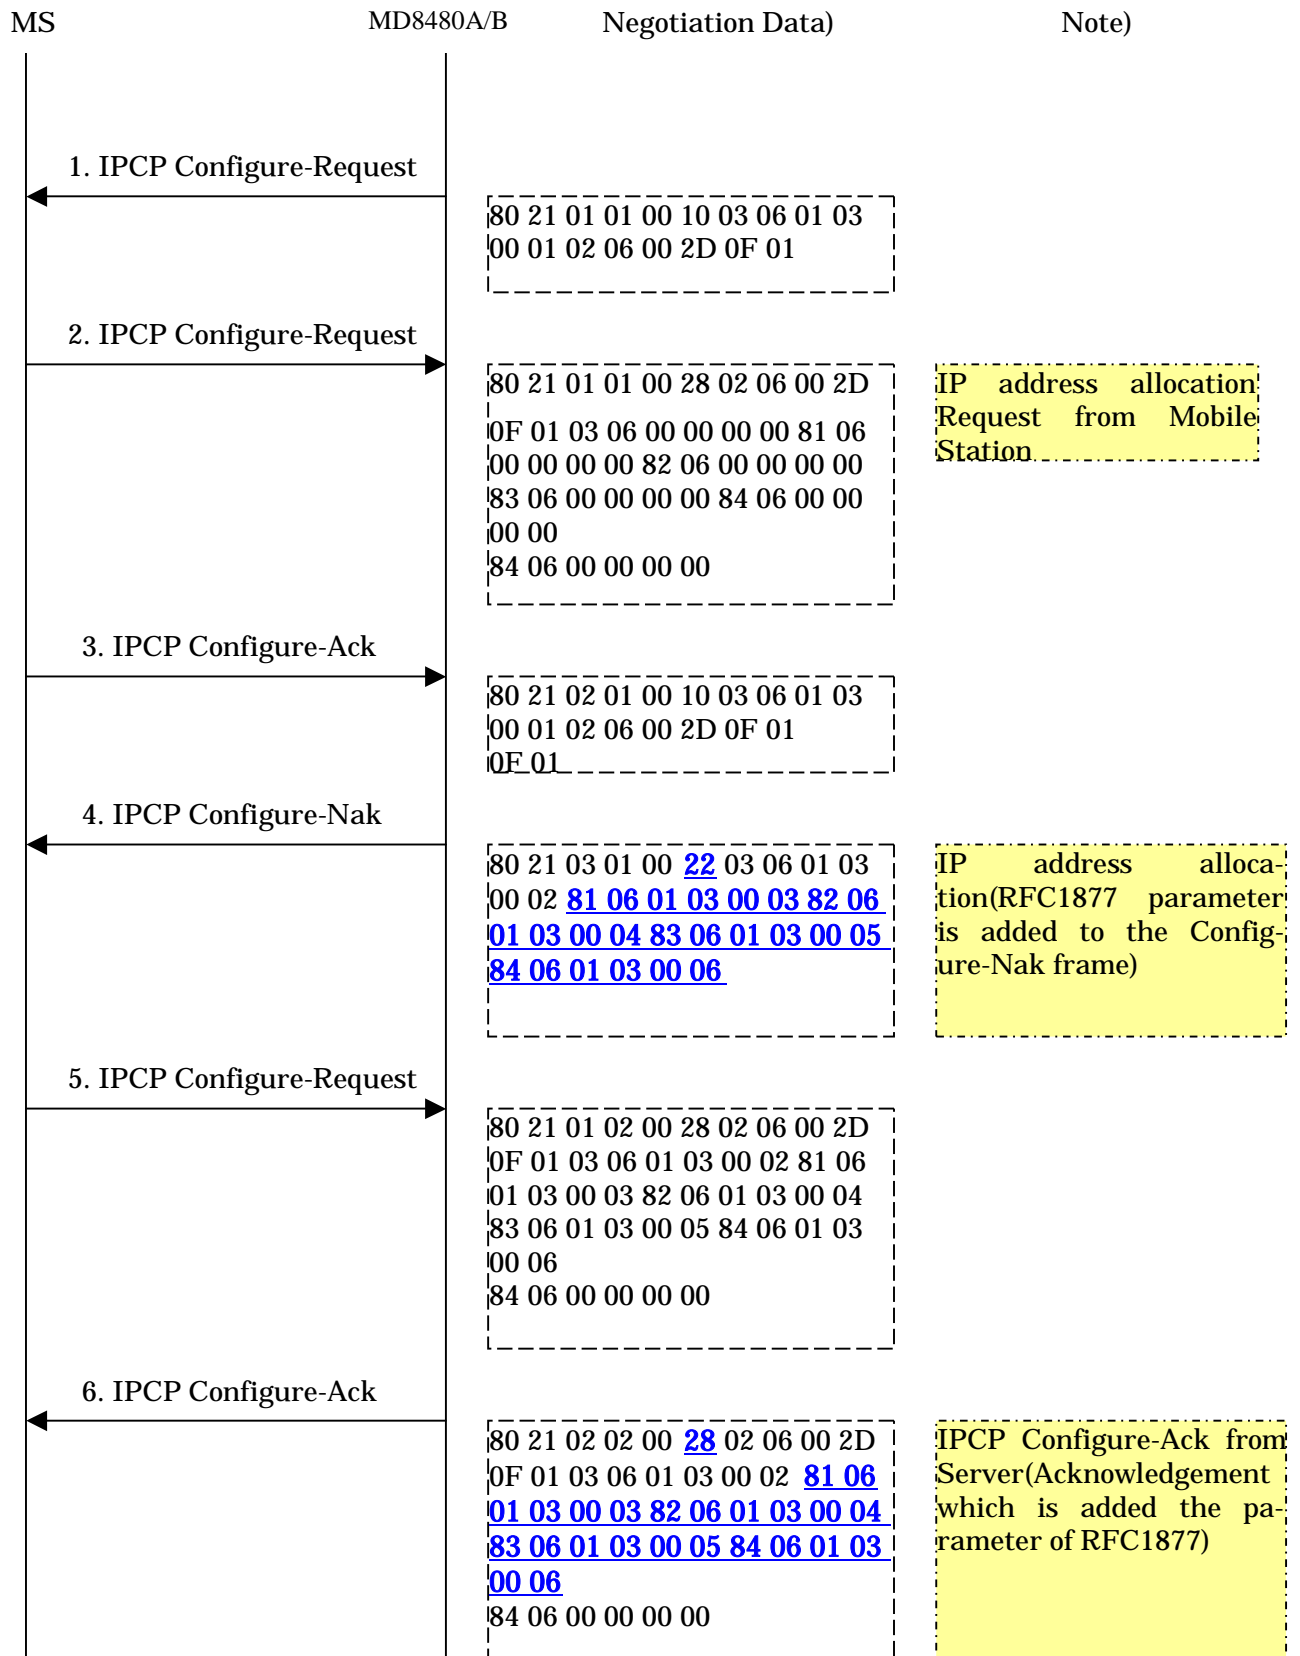 MS
MD8480A/B
Negotiation Data)
Note)
1. IPCP Configure-Request
80 21 01 01 00 10 03 06 01 03
00 01 02 06 00 2D 0F 01
2. IPCP Configure-Request
80 21 01 01 00 28 02 06 00 2D
0F 01 03 06 00 00 00 00 81 06
00 00 00 00 82 06 00 00 00 00
83 06 00 00 00 00 84 06 00 00
00 00
84 06 00 00 00 00
IP address allocation
Request from Mobile
Station
3. IPCP Configure-Ack
80 21 02 01 00 10 03 06 01 03
00 01 02 06 00 2D 0F 01
0F 01
4. IPCP Configure-Nak
80 21 03 01 00 22 03 06 01 03
00 02 81 06 01 03 00 03 82 06
01 03 00 04 83 06 01 03 00 05
84 06 01 03 00 06
IP address alloca-
tion(RFC1877 parameter
is added to the Config-
ure-Nak frame)
5. IPCP Configure-Request
80 21 01 02 00 28 02 06 00 2D
0F 01 03 06 01 03 00 02 81 06
01 03 00 03 82 06 01 03 00 04
83 06 01 03 00 05 84 06 01 03
00 06
84 06 00 00 00 00
6. IPCP Configure-Ack
80 21 02 02 00 28 02 06 00 2D
0F 01 03 06 01 03 00 02 81 06
01 03 00 03 82 06 01 03 00 04
83 06 01 03 00 05 84 06 01 03
00 06
84 06 00 00 00 00
IPCP Configure-Ack from
Server(Acknowledgement
which is added the pa-
rameter of RFC1877)